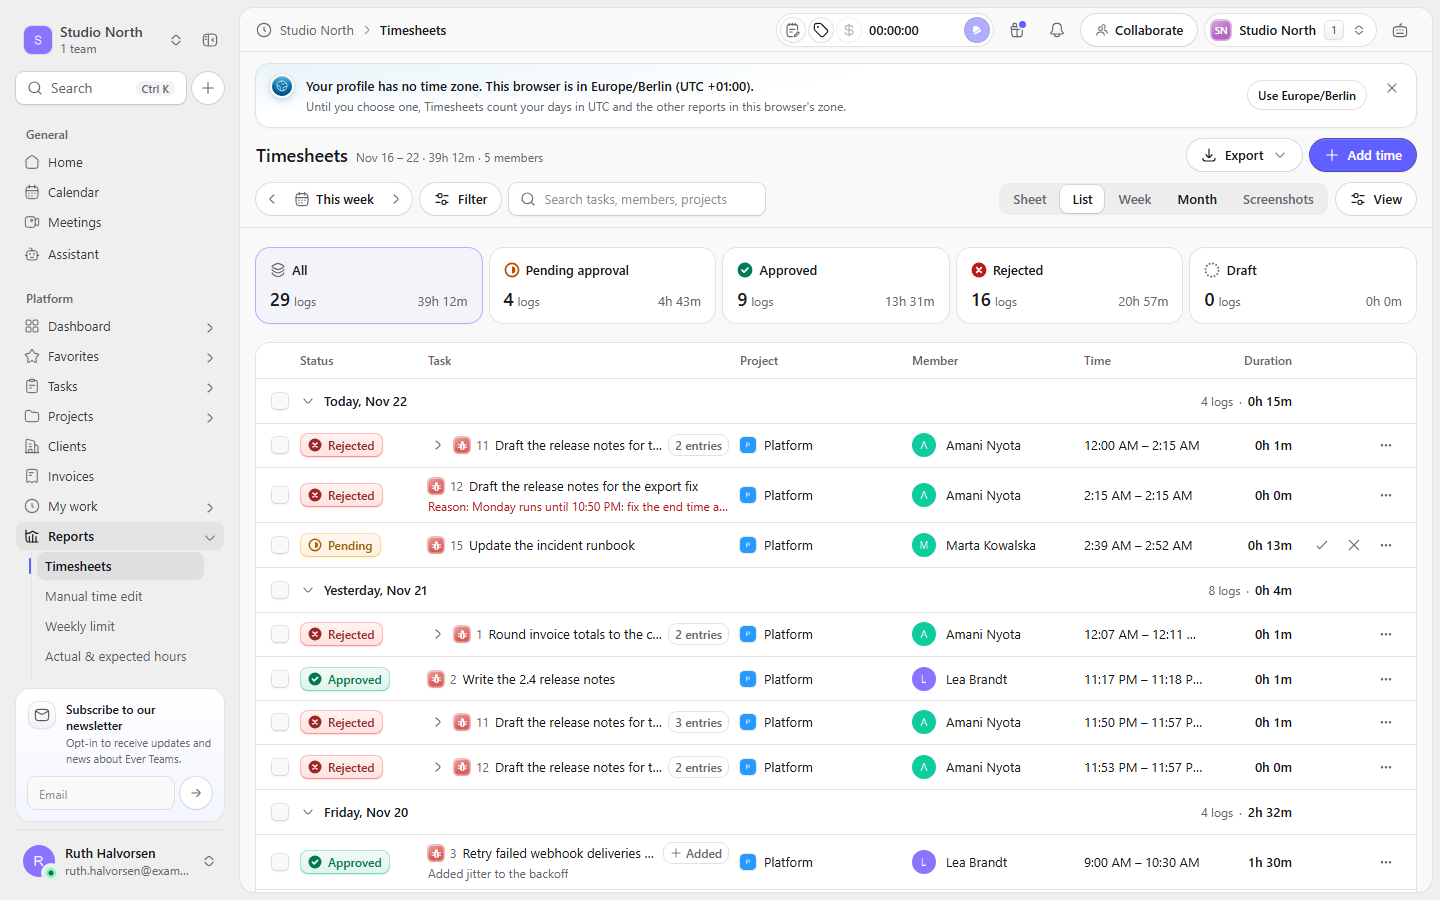 S
Studio North
1 team
Search
Ctrl K
General
Home
Calendar
Meetings
Assistant
Platform
Dashboard
Favorites
Tasks
Projects
Clients
Invoices
My work
Reports
Timesheets
Manual time edit
Weekly limit
Actual & expected hours
Subscribe to our
newsletter
Opt-in to receive updates and
news about Ever Teams.
Email
R
Ruth Halvorsen
ruth.halvorsen@exam...
Studio North
Timesheets
00:00:00
Collaborate
SN
Studio North
1
Your profile has no time zone. This browser is in Europe/Berlin (UTC +01:00).
Until you choose one, Timesheets count your days in UTC and the other reports in this browser's zone.
Use Europe/Berlin
Timesheets
Nov 16 – 22 · 39h 12m · 5 members
Export
Add time
This week
Filter
Search tasks, members, projects
Sheet
List
Week
Month
Screenshots
View
All
29 logs
39h 12m
Pending approval
4 logs
4h 43m
Approved
9 logs
13h 31m
Rejected
16 logs
20h 57m
Draft
0 logs
0h 0m
Status
Task
Project
Member
Time
Duration
Today, Nov 22
4 logs · 0h 15m
Rejected
11 Draft the release notes for t...
2 entries
P Platform
A Amani Nyota
12:00 AM – 2:15 AM
0h 1m
Rejected
12 Draft the release notes for the export fix
Reason: Monday runs until 10:50 PM: fix the end time a...
P Platform
A Amani Nyota
2:15 AM – 2:15 AM
0h 0m
Pending
15 Update the incident runbook
P Platform
M Marta Kowalska
2:39 AM – 2:52 AM
0h 13m
Yesterday, Nov 21
8 logs · 0h 4m
Rejected
1 Round invoice totals to the c...
2 entries
P Platform
A Amani Nyota
12:07 AM – 12:11 ...
0h 1m
Approved
2 Write the 2.4 release notes
P Platform
L Lea Brandt
11:17 PM – 11:18 P...
0h 1m
Rejected
11 Draft the release notes for t...
3 entries
P Platform
A Amani Nyota
11:50 PM – 11:57 P...
0h 1m
Rejected
12 Draft the release notes for t...
2 entries
P Platform
A Amani Nyota
11:53 PM – 11:57 P...
0h 0m
Friday, Nov 20
4 logs · 2h 32m
Approved
3 Retry failed webhook deliveries ...
+ Added
Added jitter to the backoff
P Platform
L Lea Brandt
9:00 AM – 10:30 AM
1h 30m